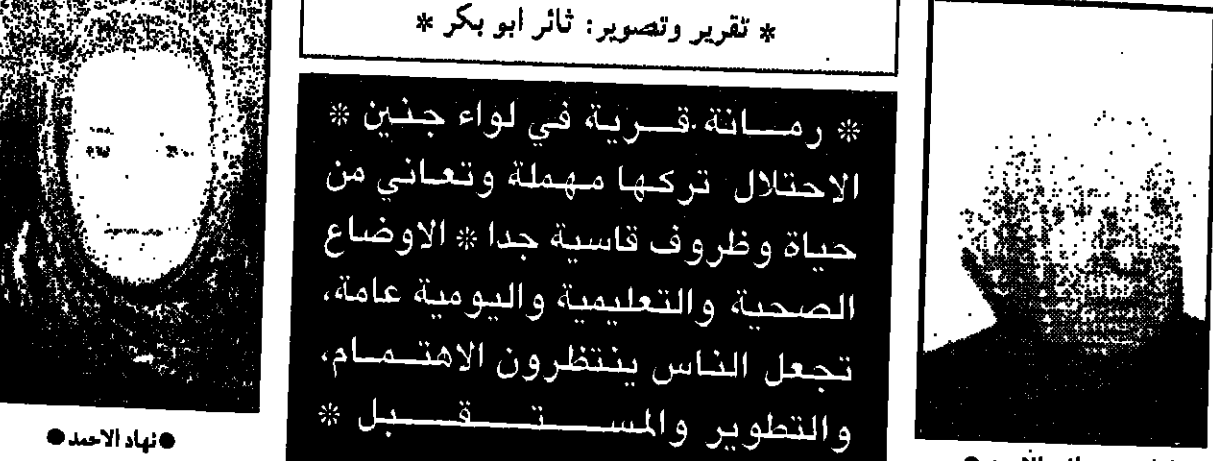 * تقرير وتصوير: ثائر ابو بكر *
* رمانة قرية في لواء جنين *
الاحتلال تركها مهملة وتعاني من
حياة وظروف قاسية جدا * الاوضاع
الصحية والتعليمية واليومية عامة،
تجعل الناس ينتظرون الاهتمام،
والتطوير والمستقبل *
● نهاد الاحمد ●